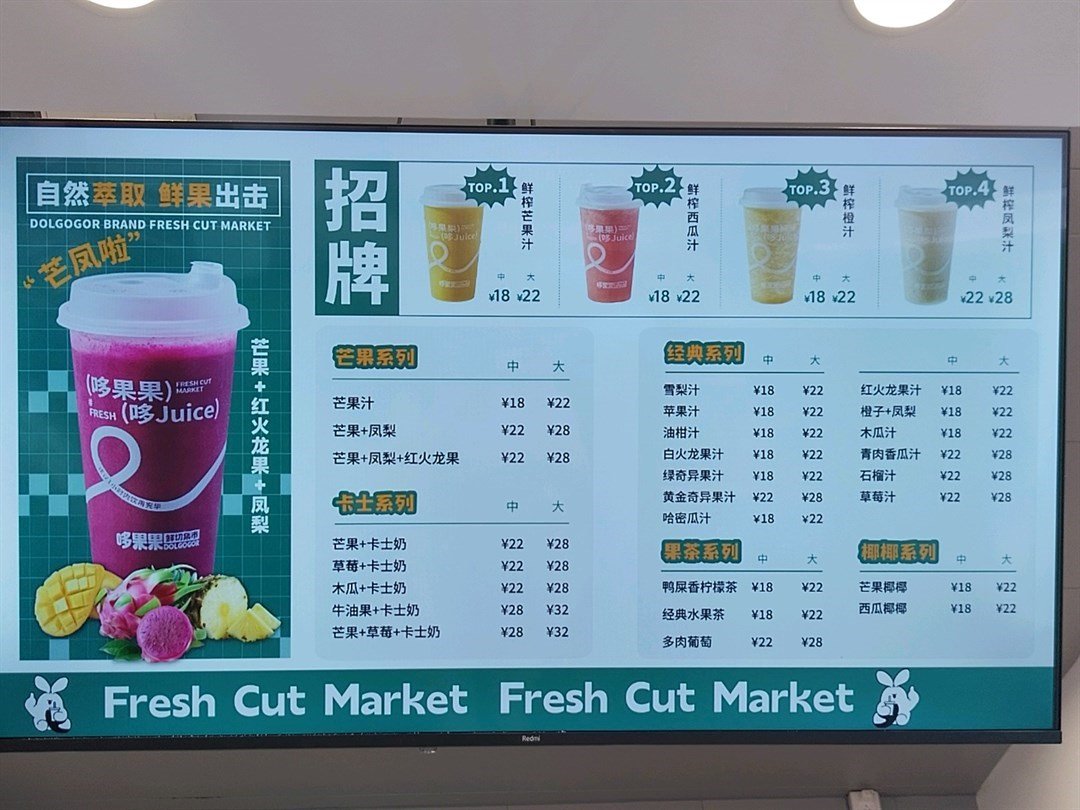 自然萃取 鲜果出击
DOLGOGOR BRAND FRESH CUT MARKET
“芒凤啦”
芒果+红火龙果+凤梨
(哆果果) FRESH CUT MARKET
# FRESH (哆Juice)
哆果果 鲜切果市
DOLGOGOR
招牌
TOP.1
鲜榨芒果汁
中 大
¥18 ¥22
TOP.2
鲜榨西瓜汁
中 大
¥18 ¥22
TOP.3
鲜榨橙汁
中 大
¥18 ¥22
TOP.4
鲜榨凤梨汁
中 大
¥22 ¥28
芒果系列 中 大
芒果汁 ¥18 ¥22
芒果+凤梨 ¥22 ¥28
芒果+凤梨+红火龙果 ¥22 ¥28
卡士系列 中 大
芒果+卡士奶 ¥22 ¥28
草莓+卡士奶 ¥22 ¥28
木瓜+卡士奶 ¥22 ¥28
牛油果+卡士奶 ¥28 ¥32
芒果+草莓+卡士奶 ¥28 ¥32
经典系列 中 大
雪梨汁 ¥18 ¥22
苹果汁 ¥18 ¥22
油柑汁 ¥18 ¥22
白火龙果汁 ¥18 ¥22
绿奇异果汁 ¥18 ¥22
黄金奇异果汁 ¥22 ¥28
哈密瓜汁 ¥18 ¥22
中 大
红火龙果汁 ¥18 ¥22
橙子+凤梨 ¥18 ¥22
木瓜汁 ¥18 ¥22
青肉香瓜汁 ¥22 ¥28
石榴汁 ¥22 ¥28
草莓汁 ¥22 ¥28
果茶系列 中 大
鸭屎香柠檬茶 ¥18 ¥22
经典水果茶 ¥18 ¥22
多肉葡萄 ¥22 ¥28
椰椰系列 中 大
芒果椰椰 ¥18 ¥22
西瓜椰椰 ¥18 ¥22
Fresh Cut Market Fresh Cut Market
Redmi